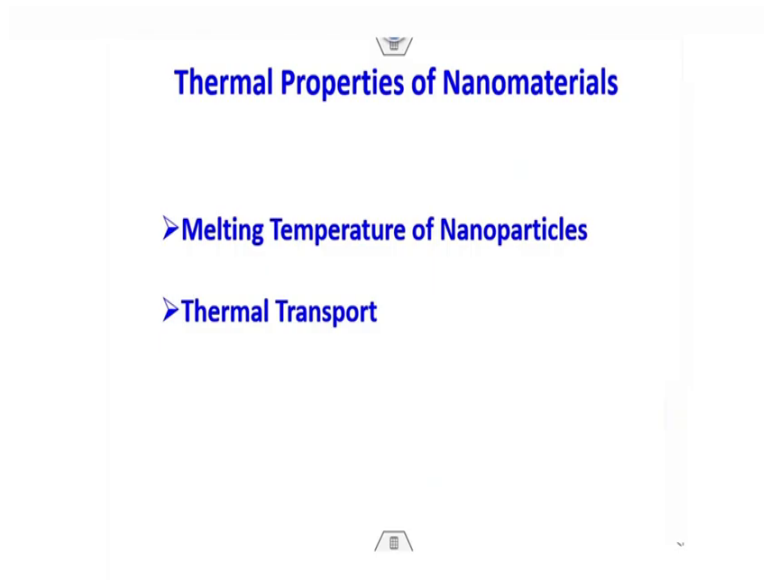 Thermal Properties of Nanomaterials
➢Melting Temperature of Nanoparticles
➢Thermal Transport